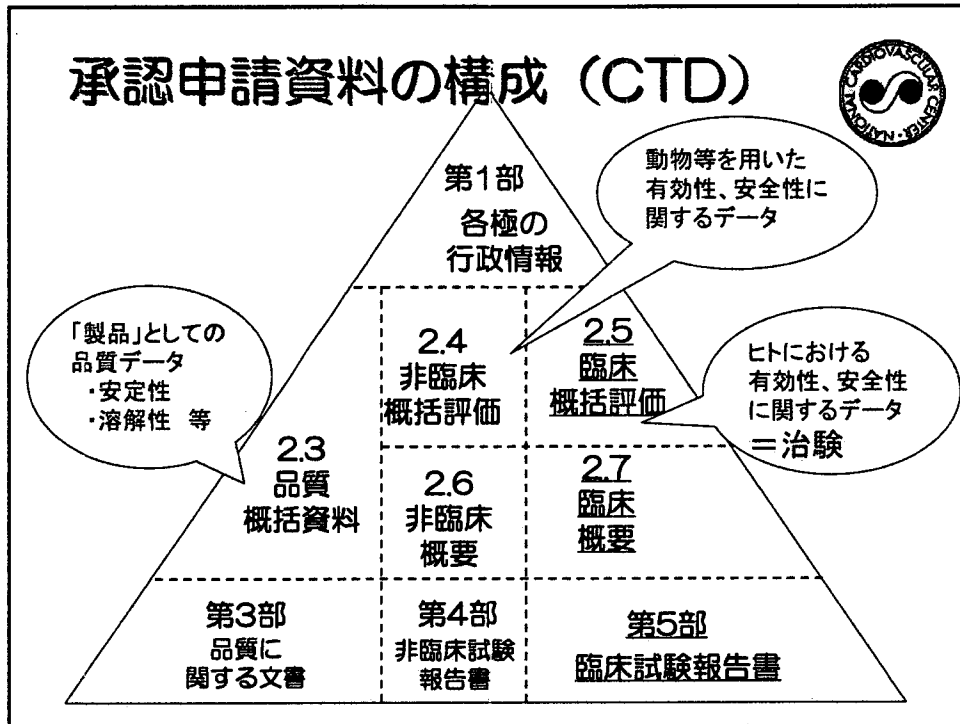 承認申請資料の構成（CTD）
NATIONAL CARDIOVASCULAR CENTER
第1部
各極の
行政情報
動物等を用いた
有効性、安全性に
関するデータ
「製品」としての
品質データ
・安定性
・溶解性 等
2.3
品質
概括資料
2.4
非臨床
概括評価
2.5
臨床
概括評価
ヒトにおける
有効性、安全性
に関するデータ
＝治験
2.6
非臨床
概要
2.7
臨床
概要
第3部
品質に
関する文書
第4部
非臨床試験
報告書
第5部
臨床試験報告書